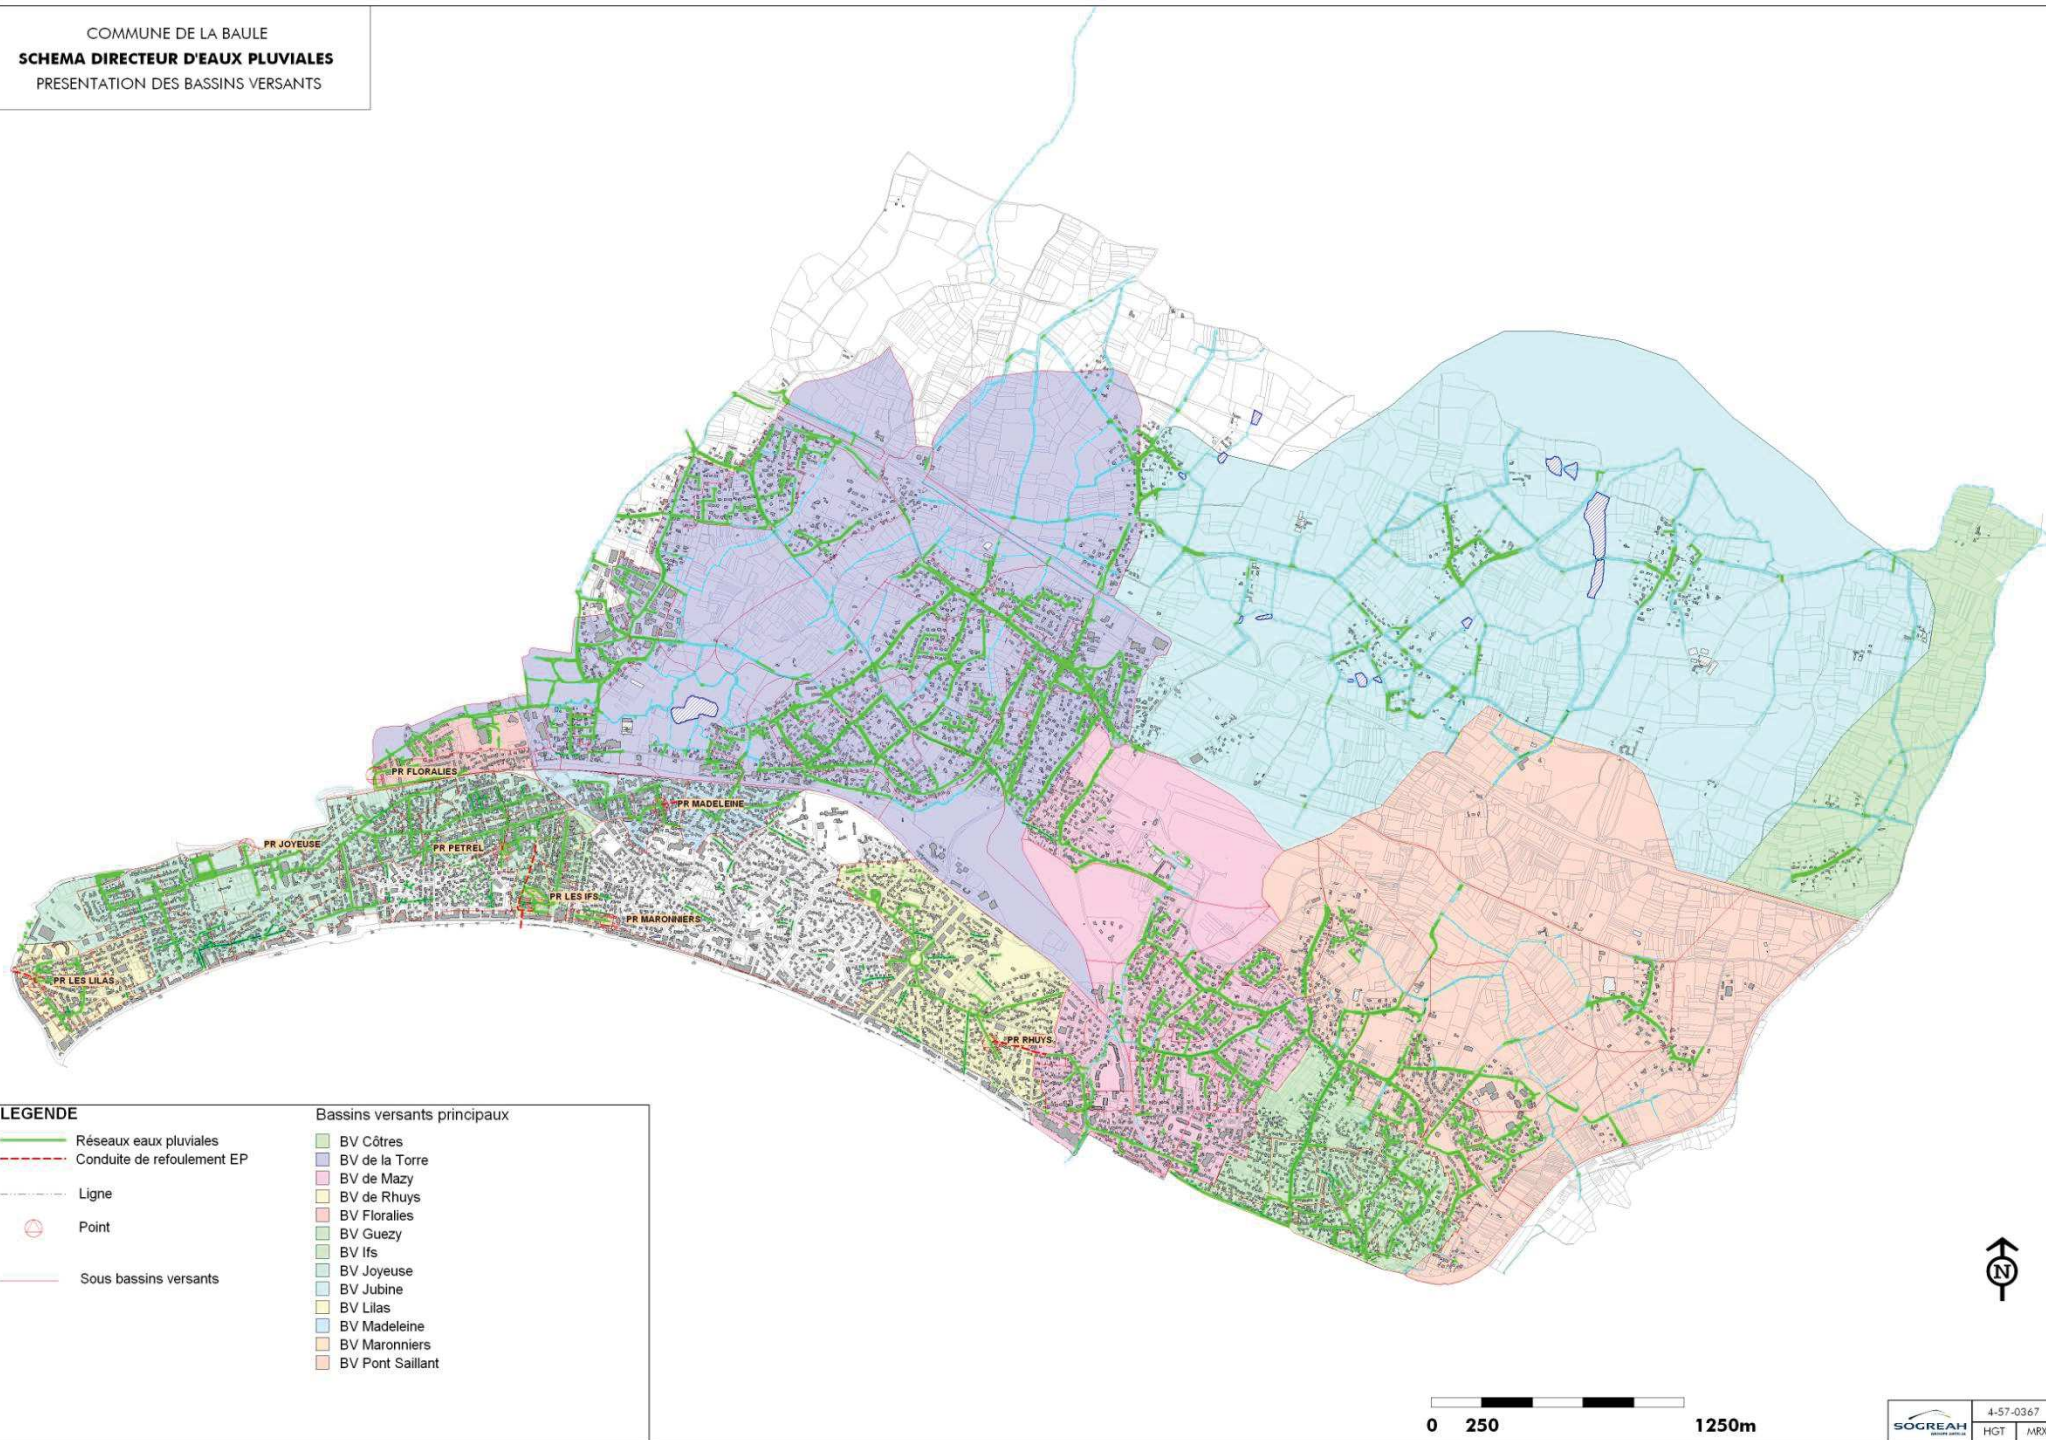 COMMUNE DE LA BAULE
SCHEMA DIRECTEUR D'EAUX PLUVIALES
PRESENTATION DES BASSINS VERSANTS
PR FLORALIES
PR MADELEINE
PR JOYEUSE
PR PETREL
PR LES IFS
PR MARONNIERS
PR LES LILAS
PR RHUYS
LEGENDE
Réseaux eaux pluviales
Conduite de refoulement EP
Ligne
Point
Sous bassins versants
Bassins versants principaux
BV Côtres
BV de la Torre
BV de Mazy
BV de Rhuys
BV Floralies
BV Guezy
BV Ifs
BV Joyeuse
BV Jubine
BV Lilas
BV Madeleine
BV Maronniers
BV Pont Saillant
N
0 250 1250m
SOGREAH
4-57-0367
HGT MRX